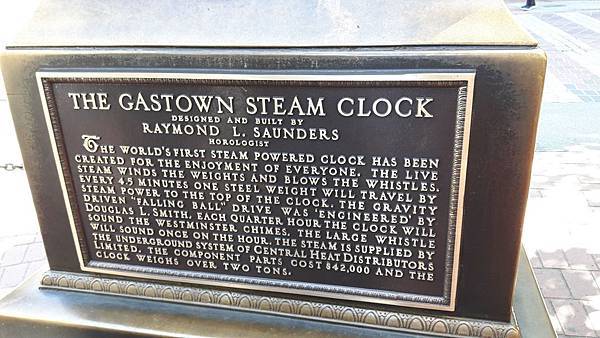 THE GASTOWN STEAM CLOCK
DESIGNED AND BUILT BY
RAYMOND L. SAUNDERS
HOROLOGIST
THE WORLD'S FIRST STEAM POWERED CLOCK HAS BEEN
CREATED FOR THE ENJOYMENT OF EVERYONE. THE LIVE
STEAM WINDS THE WEIGHTS AND BLOWS THE WHISTLES.
EVERY 4.5 MINUTES ONE STEEL WEIGHT WILL TRAVEL BY
STEAM POWER TO THE TOP OF THE CLOCK. THE GRAVITY
DRIVEN "FALLING BALL" DRIVE WAS 'ENGINEERED' BY
DOUGLAS L. SMITH. EACH QUARTER HOUR THE CLOCK WILL
SOUND THE WESTMINSTER CHIMES. THE LARGE WHISTLE
WILL SOUND ONCE ON THE HOUR. THE STEAM IS SUPPLIED BY
THE UNDERGROUND SYSTEM OF CENTRAL HEAT DISTRIBUTORS
LIMITED. THE COMPONENT PARTS COST $42,000 AND THE
CLOCK WEIGHS OVER TWO TONS.